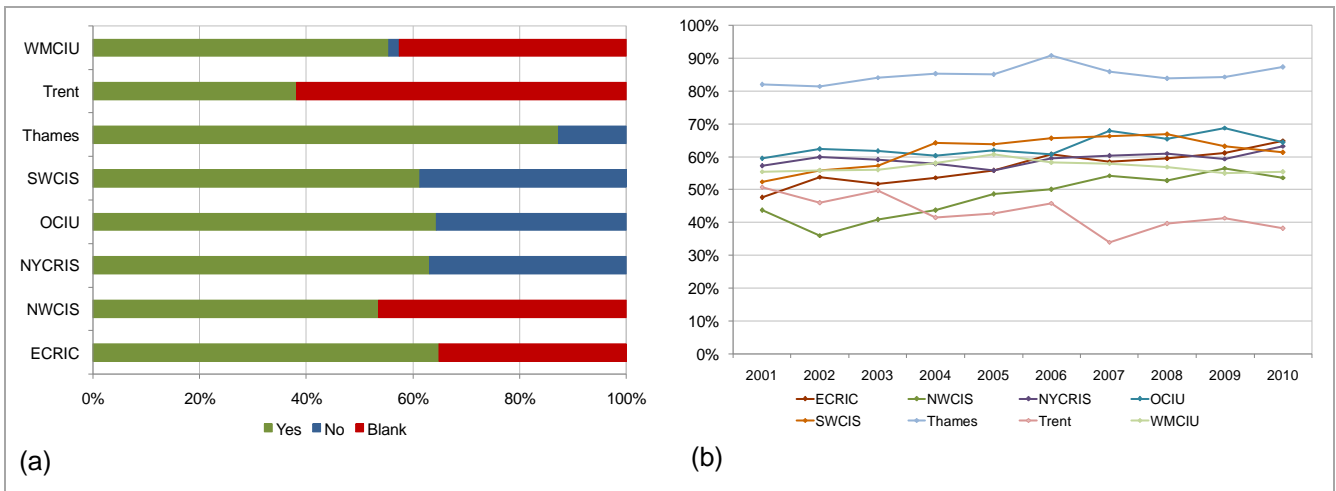 WMCIU
Trent
Thames
SWCIS
OCIU
NYCRIS
NWCIS
ECRIC
0% 20% 40% 60% 80% 100%
Yes No Blank
(a)
100%
90%
80%
70%
60%
50%
40%
30%
20%
10%
0%
2001 2002 2003 2004 2005 2006 2007 2008 2009 2010
ECRIC NWCIS NYCRIS OCIU
SWCIS Thames Trent WMCIU
(b)